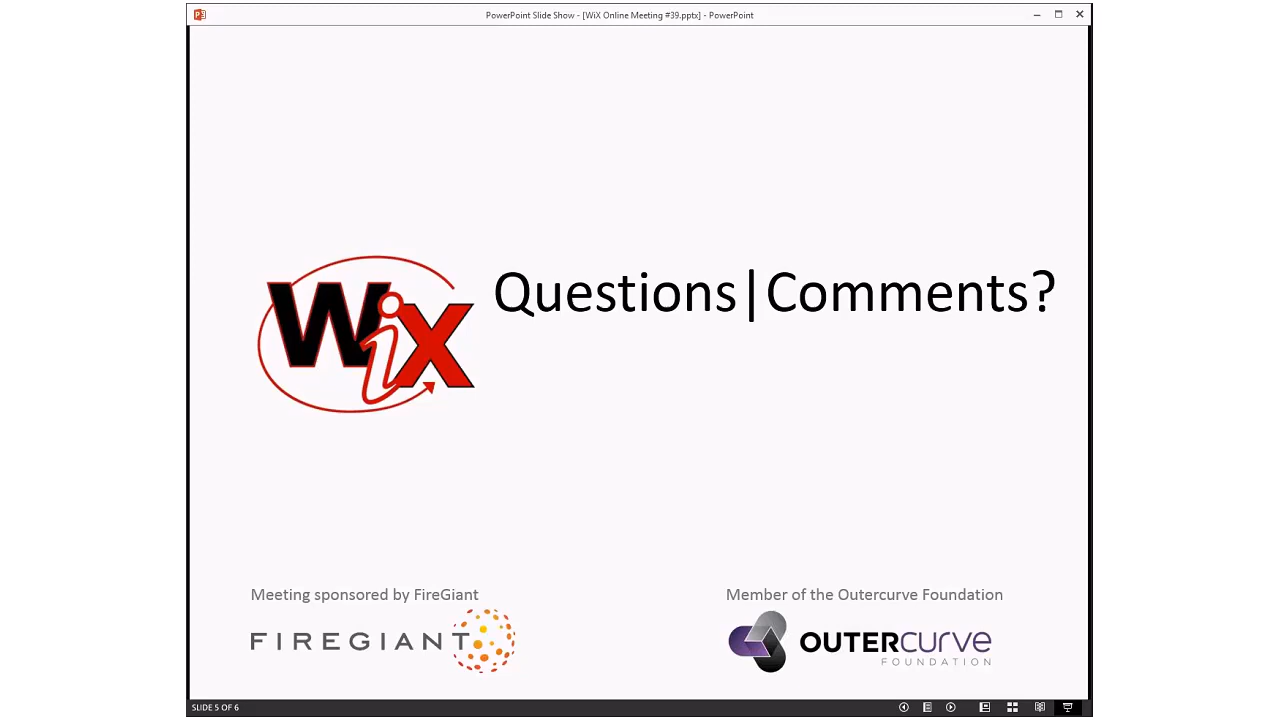 PowerPoint Slide Show - [WiX Online Meeting #39.pptx] - PowerPoint
WiX
Questions|Comments?
Meeting sponsored by FireGiant
FIREGIANT
Member of the Outercurve Foundation
OUTERCURVE
FOUNDATION
SLIDE 5 OF 6